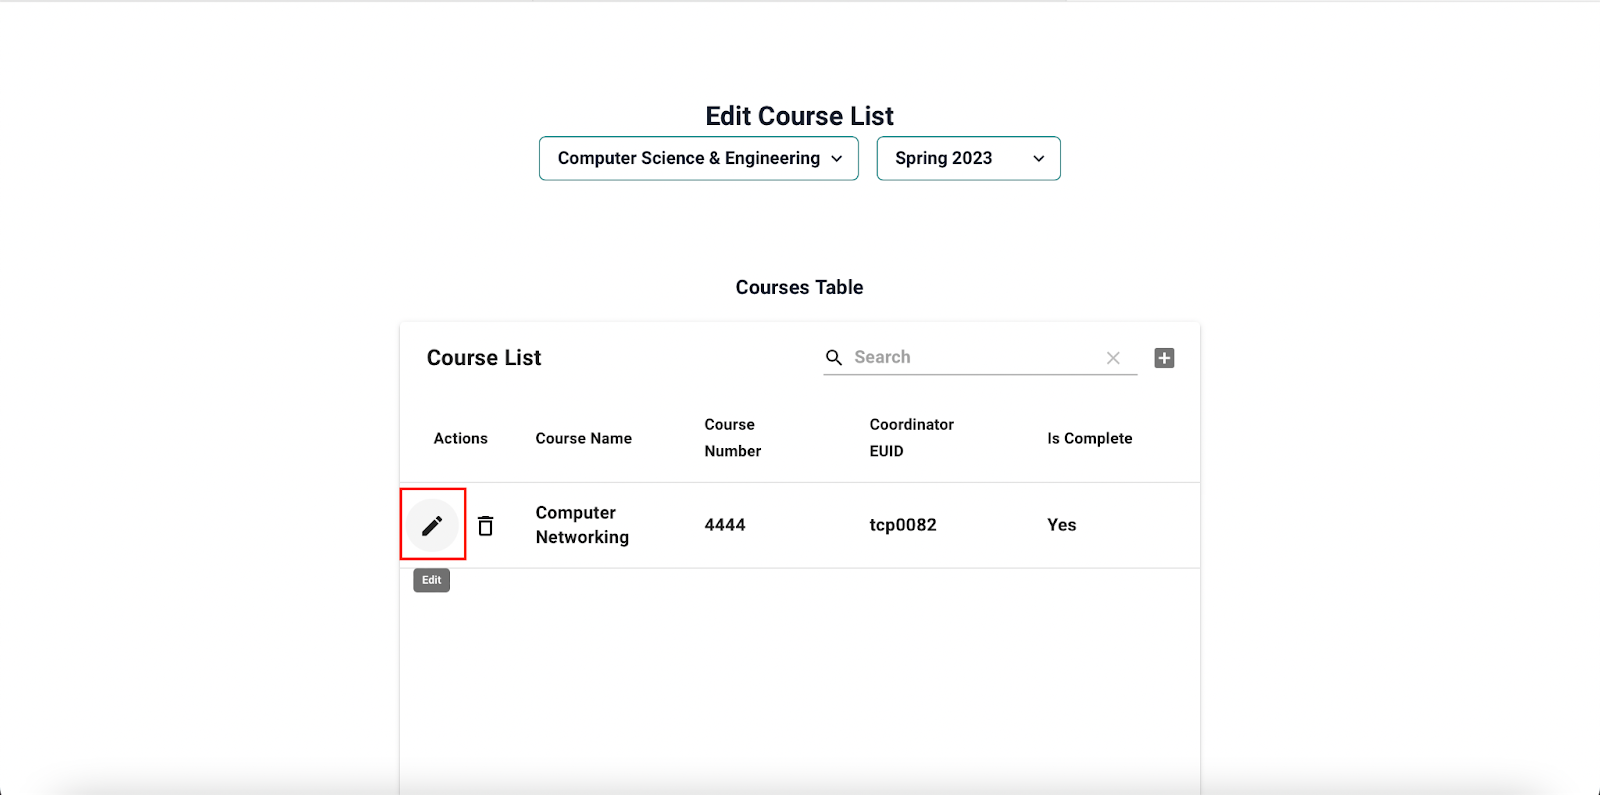 Edit Course List
Computer Science & Engineering
Spring 2023
Courses Table
Course List
Search
Actions
Course Name
Course
Number
Coordinator
EUID
Is Complete
Computer
Networking
4444
tcp0082
Yes
Edit